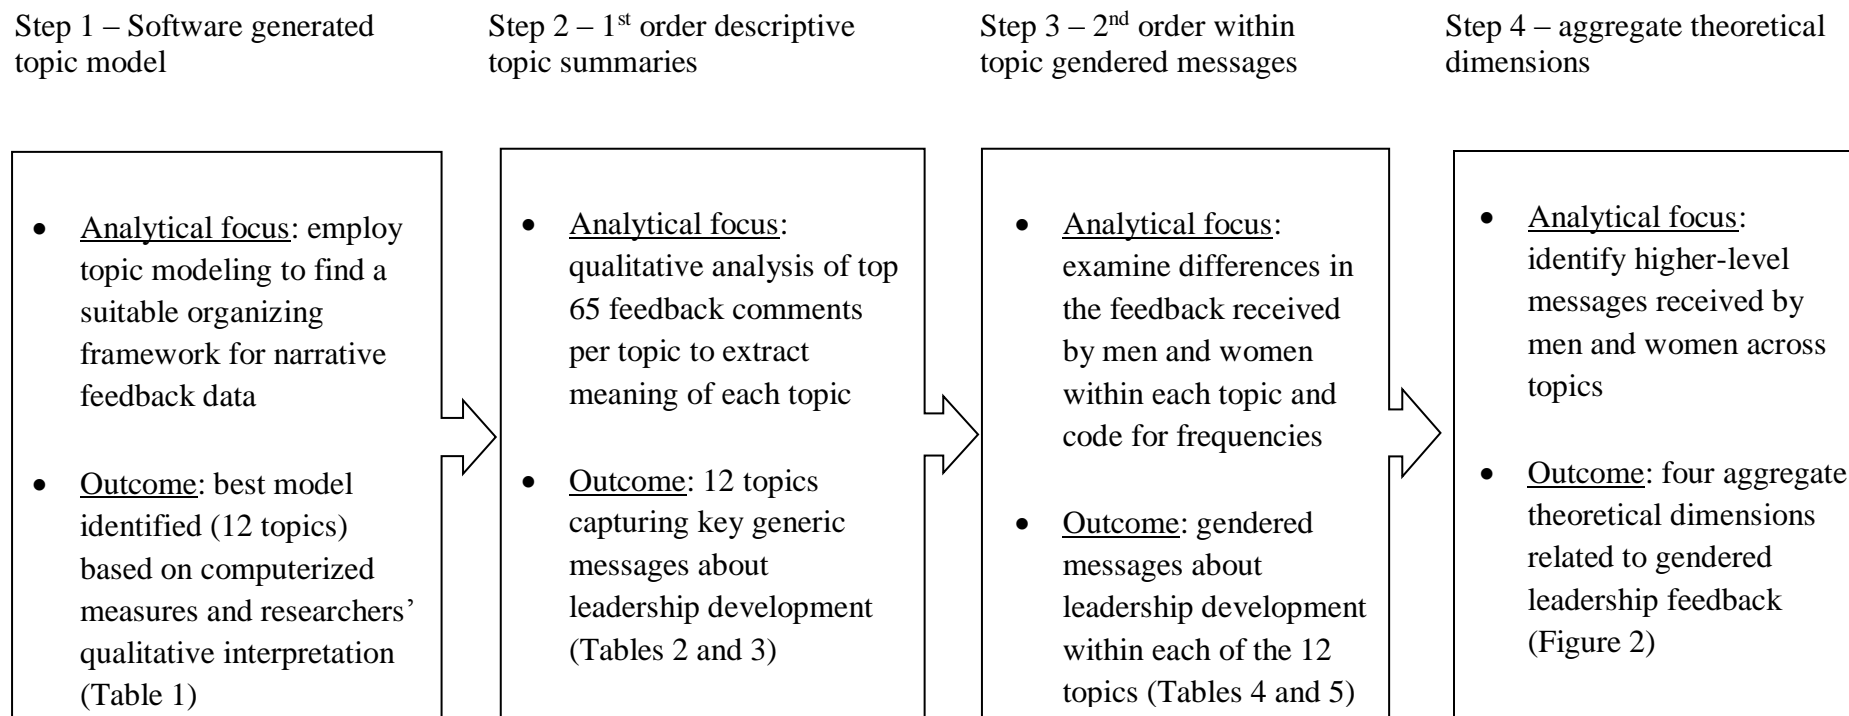 Step 1 – Software generated
topic model
Step 2 – 1st order descriptive
topic summaries
Step 3 – 2nd order within
topic gendered messages
Step 4 – aggregate theoretical
dimensions
• Analytical focus: employ
topic modeling to find a
suitable organizing
framework for narrative
feedback data
• Outcome: best model
identified (12 topics)
based on computerized
measures and researchers’
qualitative interpretation
(Table 1)
• Analytical focus:
qualitative analysis of top
65 feedback comments
per topic to extract
meaning of each topic
• Outcome: 12 topics
capturing key generic
messages about
leadership development
(Tables 2 and 3)
• Analytical focus:
examine differences in
the feedback received
by men and women
within each topic and
code for frequencies
• Outcome: gendered
messages about
leadership development
within each of the 12
topics (Tables 4 and 5)
• Analytical focus:
identify higher-level
messages received by
men and women across
topics
• Outcome: four aggregate
theoretical dimensions
related to gendered
leadership feedback
(Figure 2)